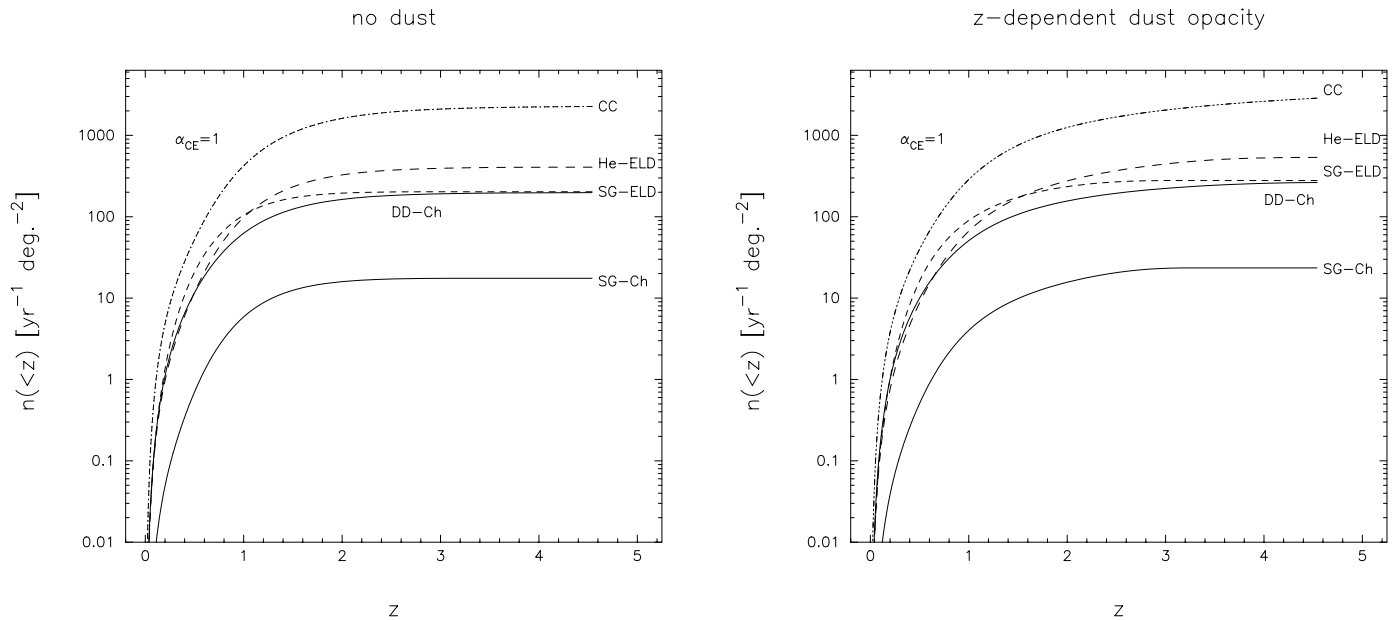 no dust
n(<z) [yr⁻¹ deg.⁻²]
1000
100
10
1
0.1
0.01
α_CE=1
CC
He-ELD
SG-ELD
DD-Ch
SG-Ch
0 1 2 3 4 5
z
z-dependent dust opacity
n(<z) [yr⁻¹ deg.⁻²]
1000
100
10
1
0.1
0.01
α_CE=1
CC
He-ELD
SG-ELD
DD-Ch
SG-Ch
0 1 2 3 4 5
z